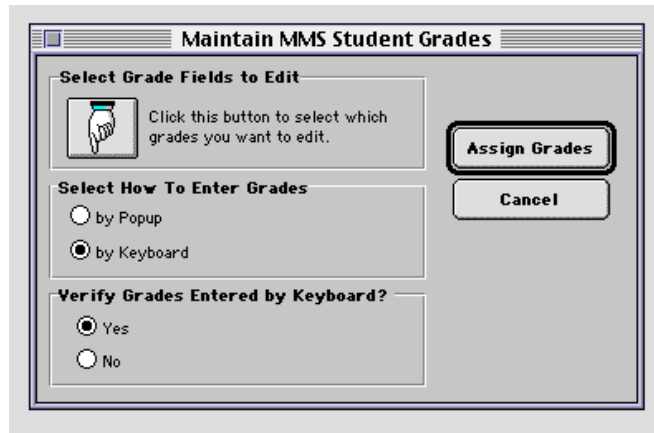 Maintain MMS Student Grades
Select Grade Fields to Edit
Click this button to select which
grades you want to edit.
Assign Grades
Cancel
Select How To Enter Grades
by Popup
by Keyboard
Verify Grades Entered by Keyboard?
Yes
No